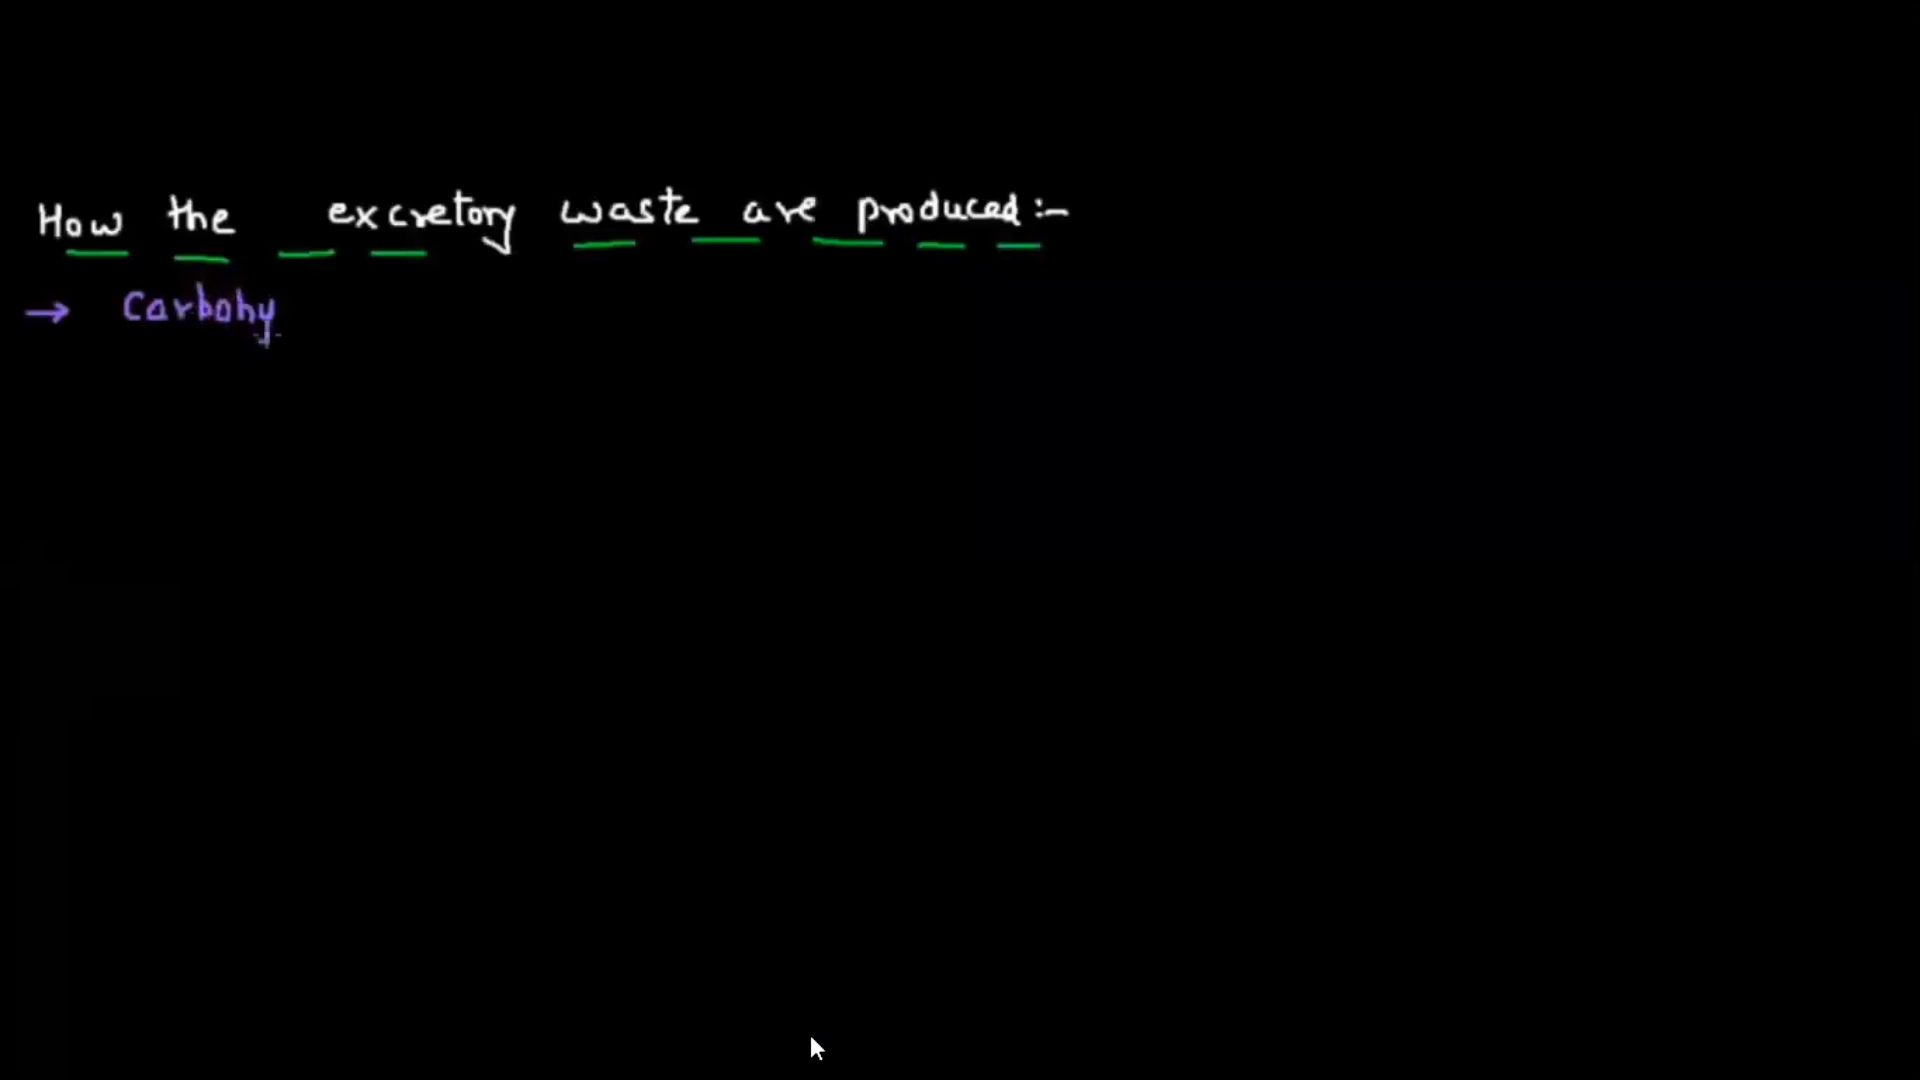 How the excretory waste are produced :-
→ Carbohy